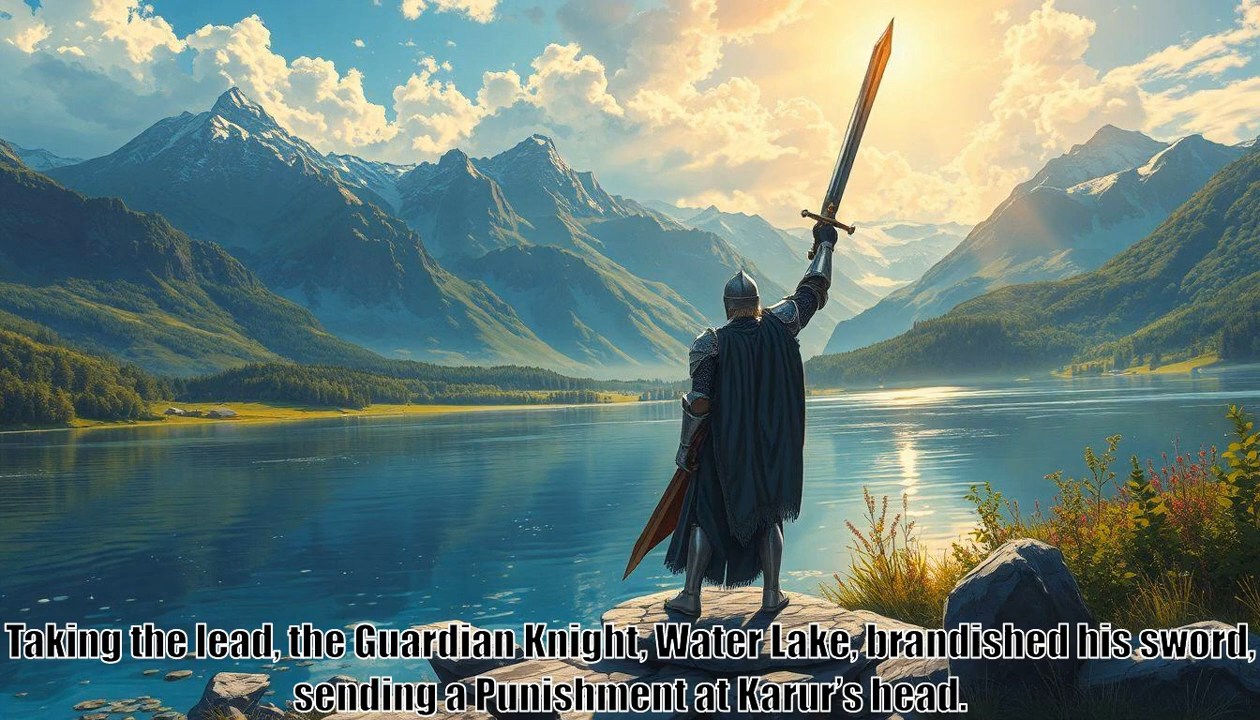 Taking the lead, the Guardian Knight, Water Lake, brandished his sword,
sending a Punishment at Karur’s head.